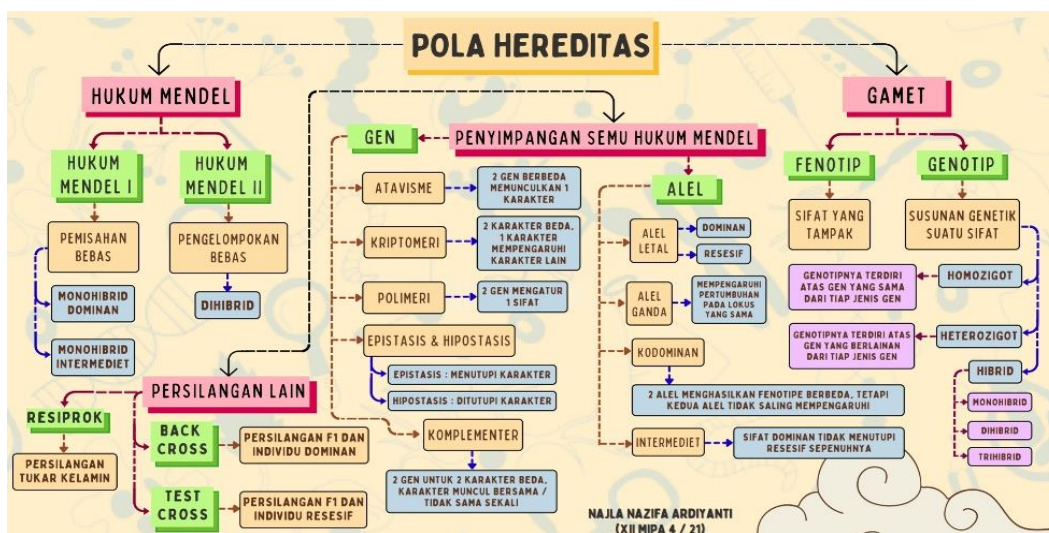 POLA HEREDITAS
HUKUM MENDEL
HUKUM
MENDEL I
PEMISAHAN
BEBAS
MONOHIBRID
DOMINAN
MONOHIBRID
INTERMEDIET
HUKUM
MENDEL II
PENGELOMPOKAN
BEBAS
DIHIBRID
PERSILANGAN LAIN
RESIPROK
PERSILANGAN
TUKAR KELAMIN
BACK
CROSS
PERSILANGAN F1 DAN
INDIVIDU DOMINAN
TEST
CROSS
PERSILANGAN F1 DAN
INDIVIDU RESESIF
PENYIMPANGAN SEMU HUKUM MENDEL
GEN
ATAVISME
2 GEN BERBEDA
MEMUNCULKAN 1
KARAKTER
KRIPTOMERI
2 KARAKTER BEDA,
1 KARAKTER
MEMPENGARUHI
KARAKTER LAIN
POLIMERI
2 GEN MENGATUR
1 SIFAT
EPISTASIS & HIPOSTASIS
EPISTASIS : MENUTUPI KARAKTER
HIPOSTASIS : DITUTUPI KARAKTER
KOMPLEMENTER
2 GEN UNTUK 2 KARAKTER BEDA,
KARAKTER MUNCUL BERSAMA /
TIDAK SAMA SEKALI
ALEL
ALEL
LETAL
DOMINAN
RESESIF
ALEL
GANDA
MEMPENGARUHI
PERTUMBUHAN
PADA LOKUS
YANG SAMA
KODOMINAN
2 ALEL MENGHASILKAN FENOTIPE BERBEDA, TETAPI
KEDUA ALEL TIDAK SALING MEMPENGARUHI
INTERMEDIET
SIFAT DOMINAN TIDAK MENUTUPI
RESESIF SEPENUHNYA
GAMET
FENOTIP
SIFAT YANG
TAMPAK
GENOTIP
SUSUNAN GENETIK
SUATU SIFAT
HOMOZIGOT
GENOTIPNYA TERDIRI
ATAS GEN YANG SAMA
DARI TIAP JENIS GEN
HETEROZIGOT
GENOTIPNYA TERDIRI ATAS
GEN YANG BERLAINAN
DARI TIAP JENIS GEN
HIBRID
MONOHIBRID
DIHIBRID
TRIHIBRID
NAJLA NAZIFA ARDIYANTI
(XII MIPA 4 / 21)